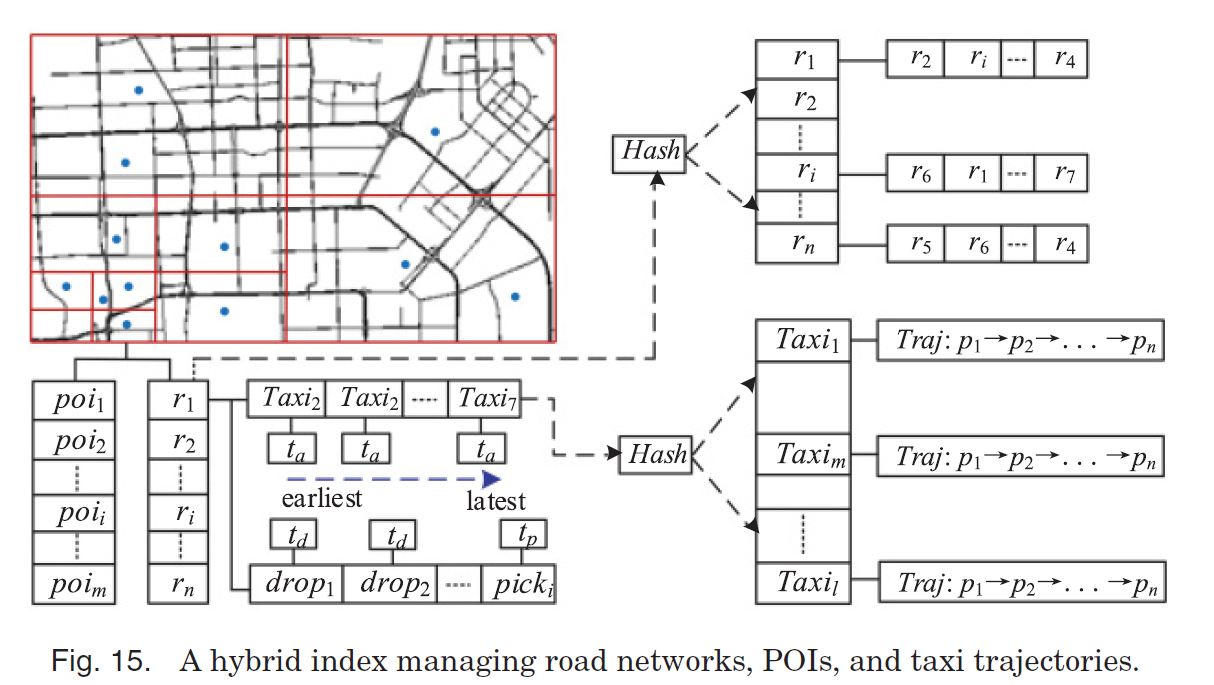 r1 r2 ri r4
r2
Hash
ri r6 r1 r7
rn r5 r6 r4
Taxi1 Traj: p1→p2→. . . →pn
poi1 r1 Taxi2 Taxi2 Taxi7
poi2 r2 ta ta ta
Hash Taxim Traj: p1→p2→. . . →pn
earliest latest
poii ri td td tp
poim rn drop1 drop2 picki
Taxil Traj: p1→p2→. . . →pn
Fig. 15. A hybrid index managing road networks, POIs, and taxi trajectories.